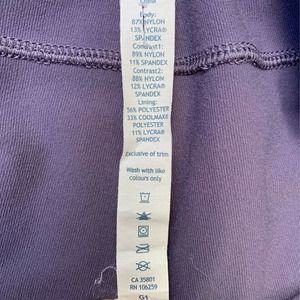 China
Body:
87% NYLON
13% LYCRA®
SPANDEX
Contrast1:
89% NYLON
11% SPANDEX
Contrast2:
88% NYLON
12% LYCRA®
SPANDEX
Lining:
56% POLYESTER
33% COOLMAX®
POLYESTER
11% LYCRA®
SPANDEX
Exclusive of trim
Wash with like
colours only
CA 35801
RN 106259
G1